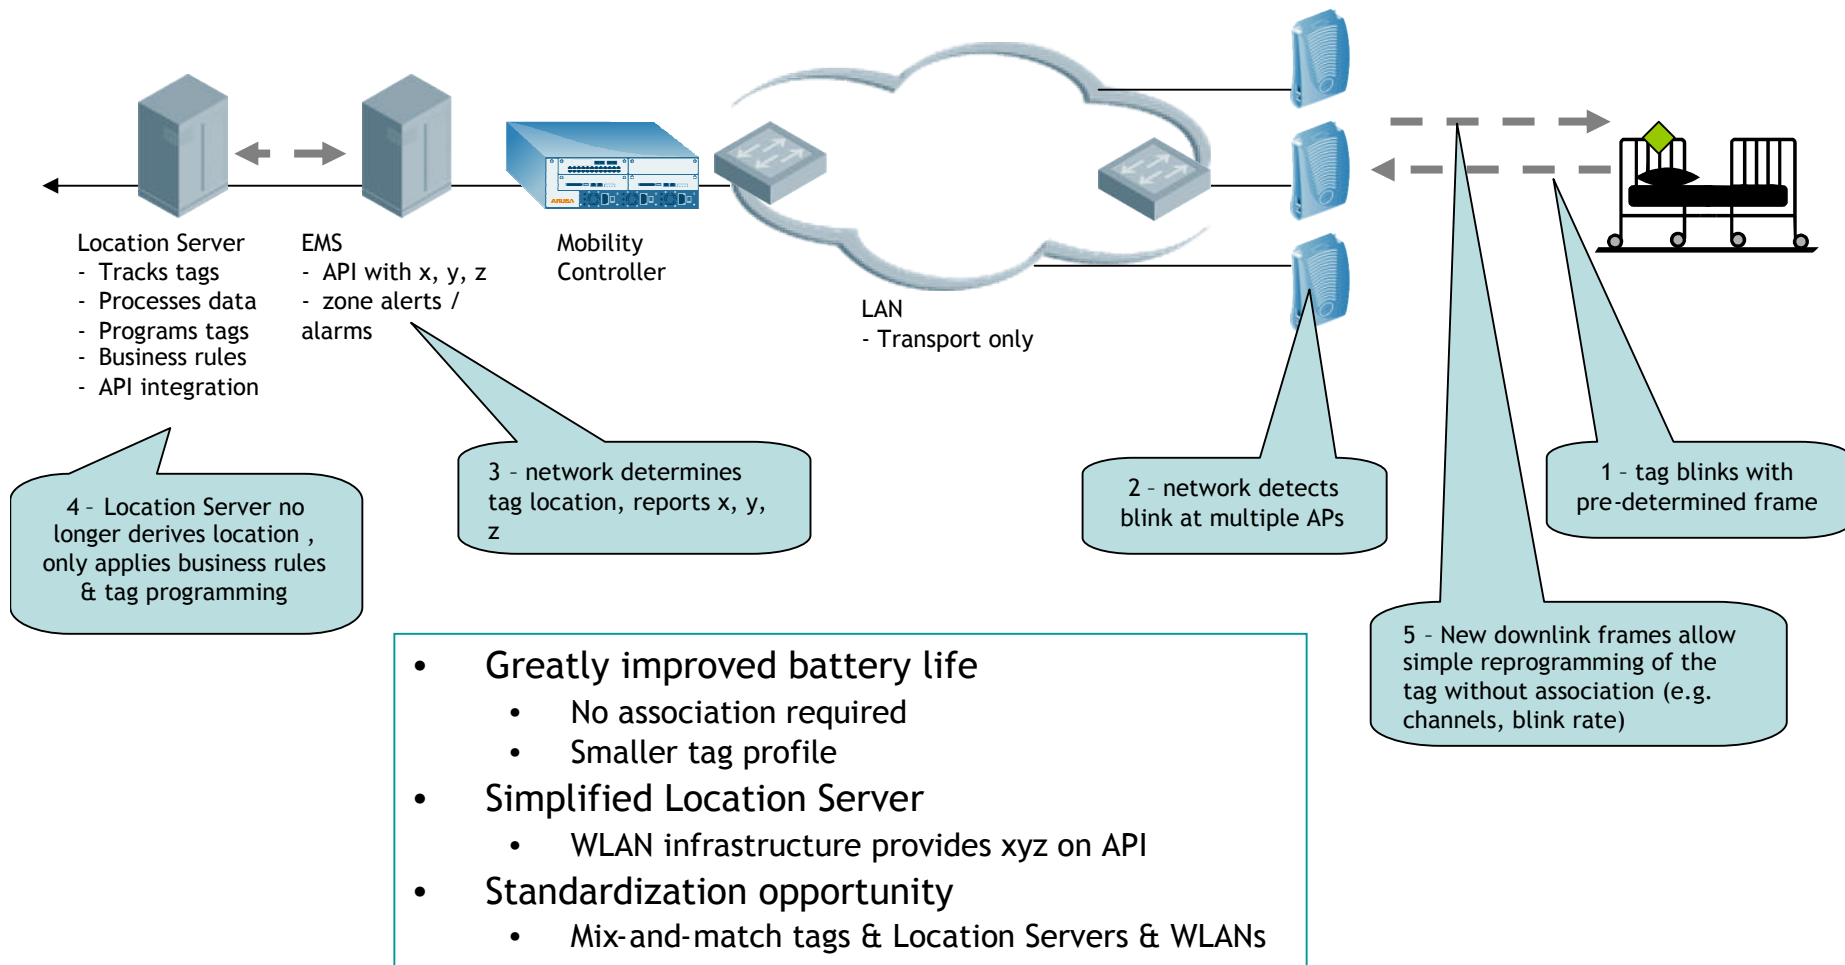 Location Server
- Tracks tags
- Processes data
- Programs tags
- Business rules
- API integration
EMS
- API with x, y, z
- zone alerts /
alarms
ARUBA
Mobility
Controller
LAN
- Transport only
4 – Location Server no
longer derives location ,
only applies business rules
& tag programming
3 – network determines
tag location, reports x, y,
z
2 – network detects
blink at multiple APs
1 – tag blinks with
pre-determined frame
5 – New downlink frames allow
simple reprogramming of the
tag without association (e.g.
channels, blink rate)
• Greatly improved battery life
• No association required
• Smaller tag profile
• Simplified Location Server
• WLAN infrastructure provides xyz on API
• Standardization opportunity
• Mix-and-match tags & Location Servers & WLANs